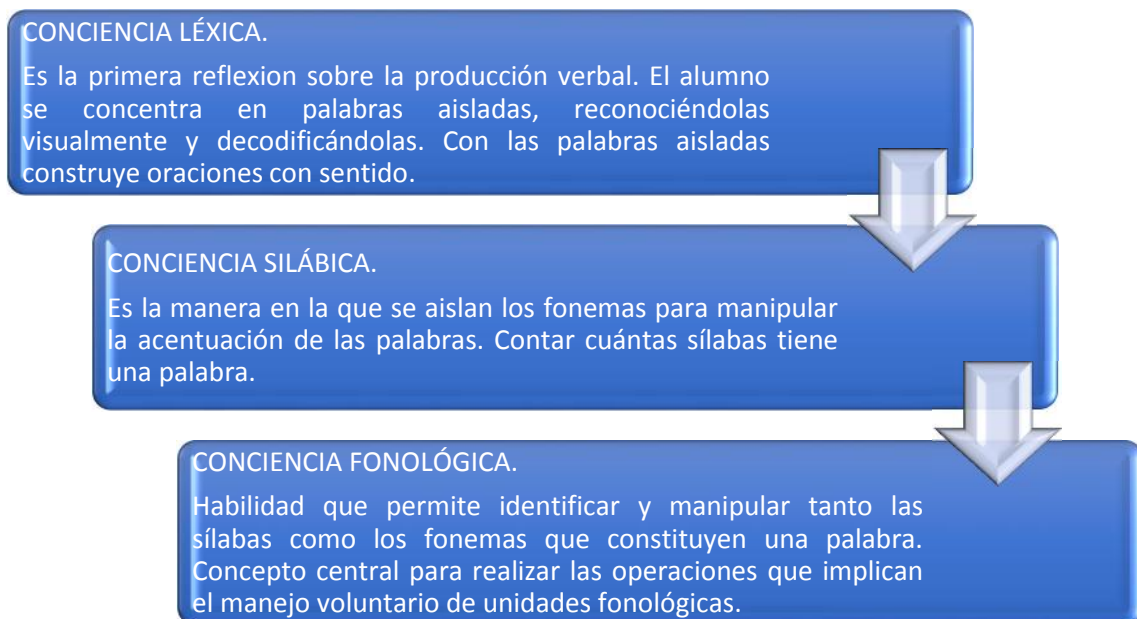 CONCIENCIA LÉXICA.
Es la primera reflexion sobre la producción verbal. El alumno
se concentra en palabras aisladas, reconociéndolas
visualmente y decodificándolas. Con las palabras aisladas
construye oraciones con sentido.
CONCIENCIA SILÁBICA.
Es la manera en la que se aislan los fonemas para manipular
la acentuación de las palabras. Contar cuántas sílabas tiene
una palabra.
CONCIENCIA FONOLÓGICA.
Habilidad que permite identificar y manipular tanto las
sílabas como los fonemas que constituyen una palabra.
Concepto central para realizar las operaciones que implican
el manejo voluntario de unidades fonológicas.